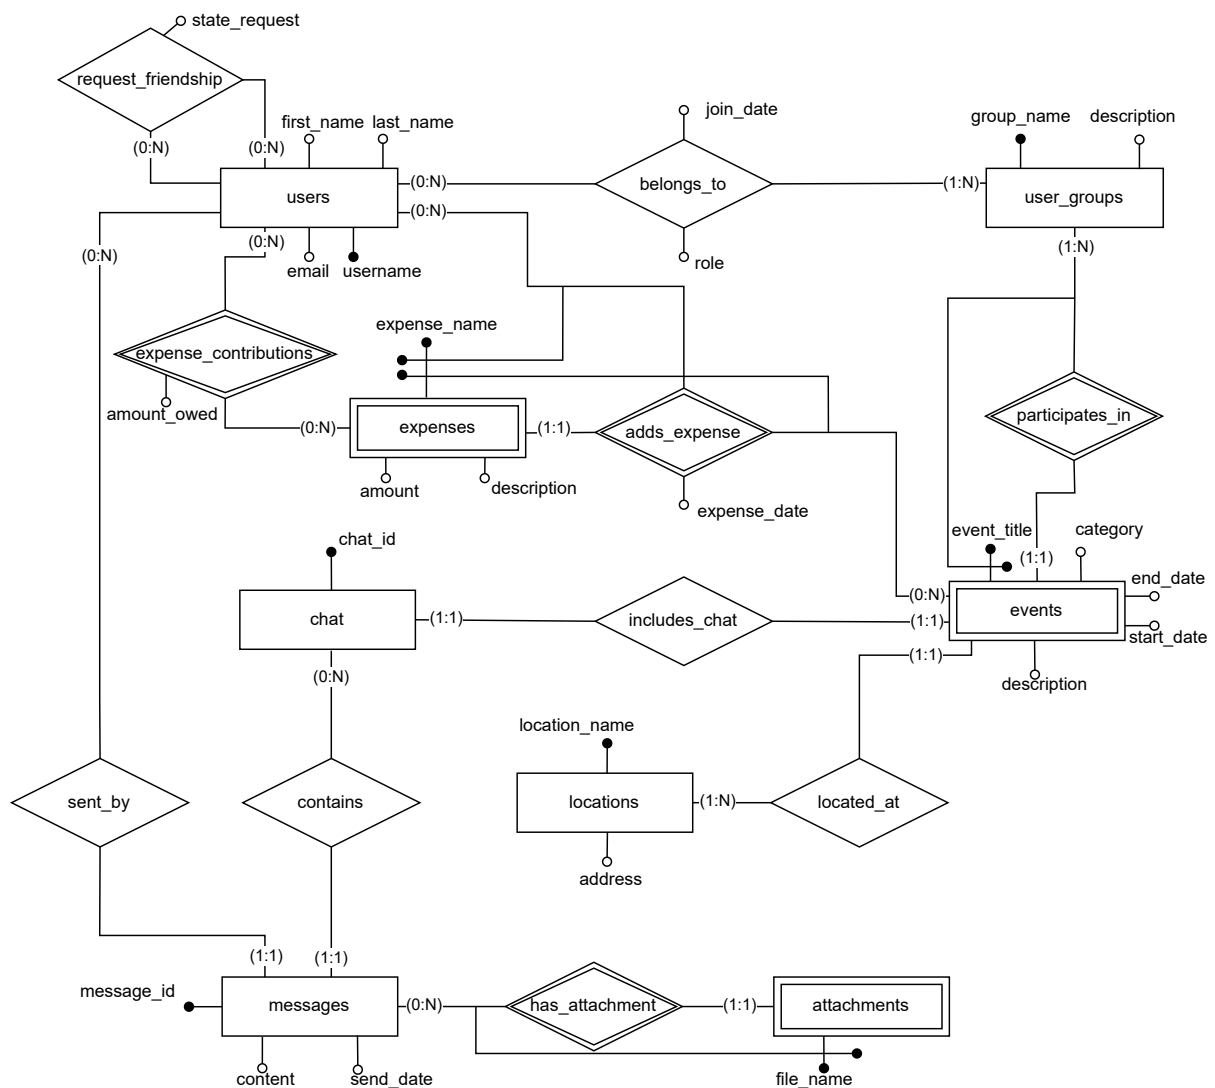 state_request
request_friendship
first_name
last_name
join_date
group_name
description
(0:N)
(0:N)
users
(0:N)
belongs_to
(1:N)
user_groups
(0:N)
(0:N)
(0:N)
(1:N)
email
username
role
expense_name
expense_contributions
amount_owed
participates_in
(0:N)
expenses
(1:1)
adds_expense
amount
description
expense_date
event_title
category
chat_id
(1:1)
end_date
(0:N)
events
chat
(1:1)
includes_chat
(1:1)
start_date
(1:1)
(0:N)
description
location_name
sent_by
contains
locations
(1:N)
located_at
address
(1:1)
(1:1)
message_id
messages
(0:N)
has_attachment
(1:1)
attachments
content
send_date
file_name